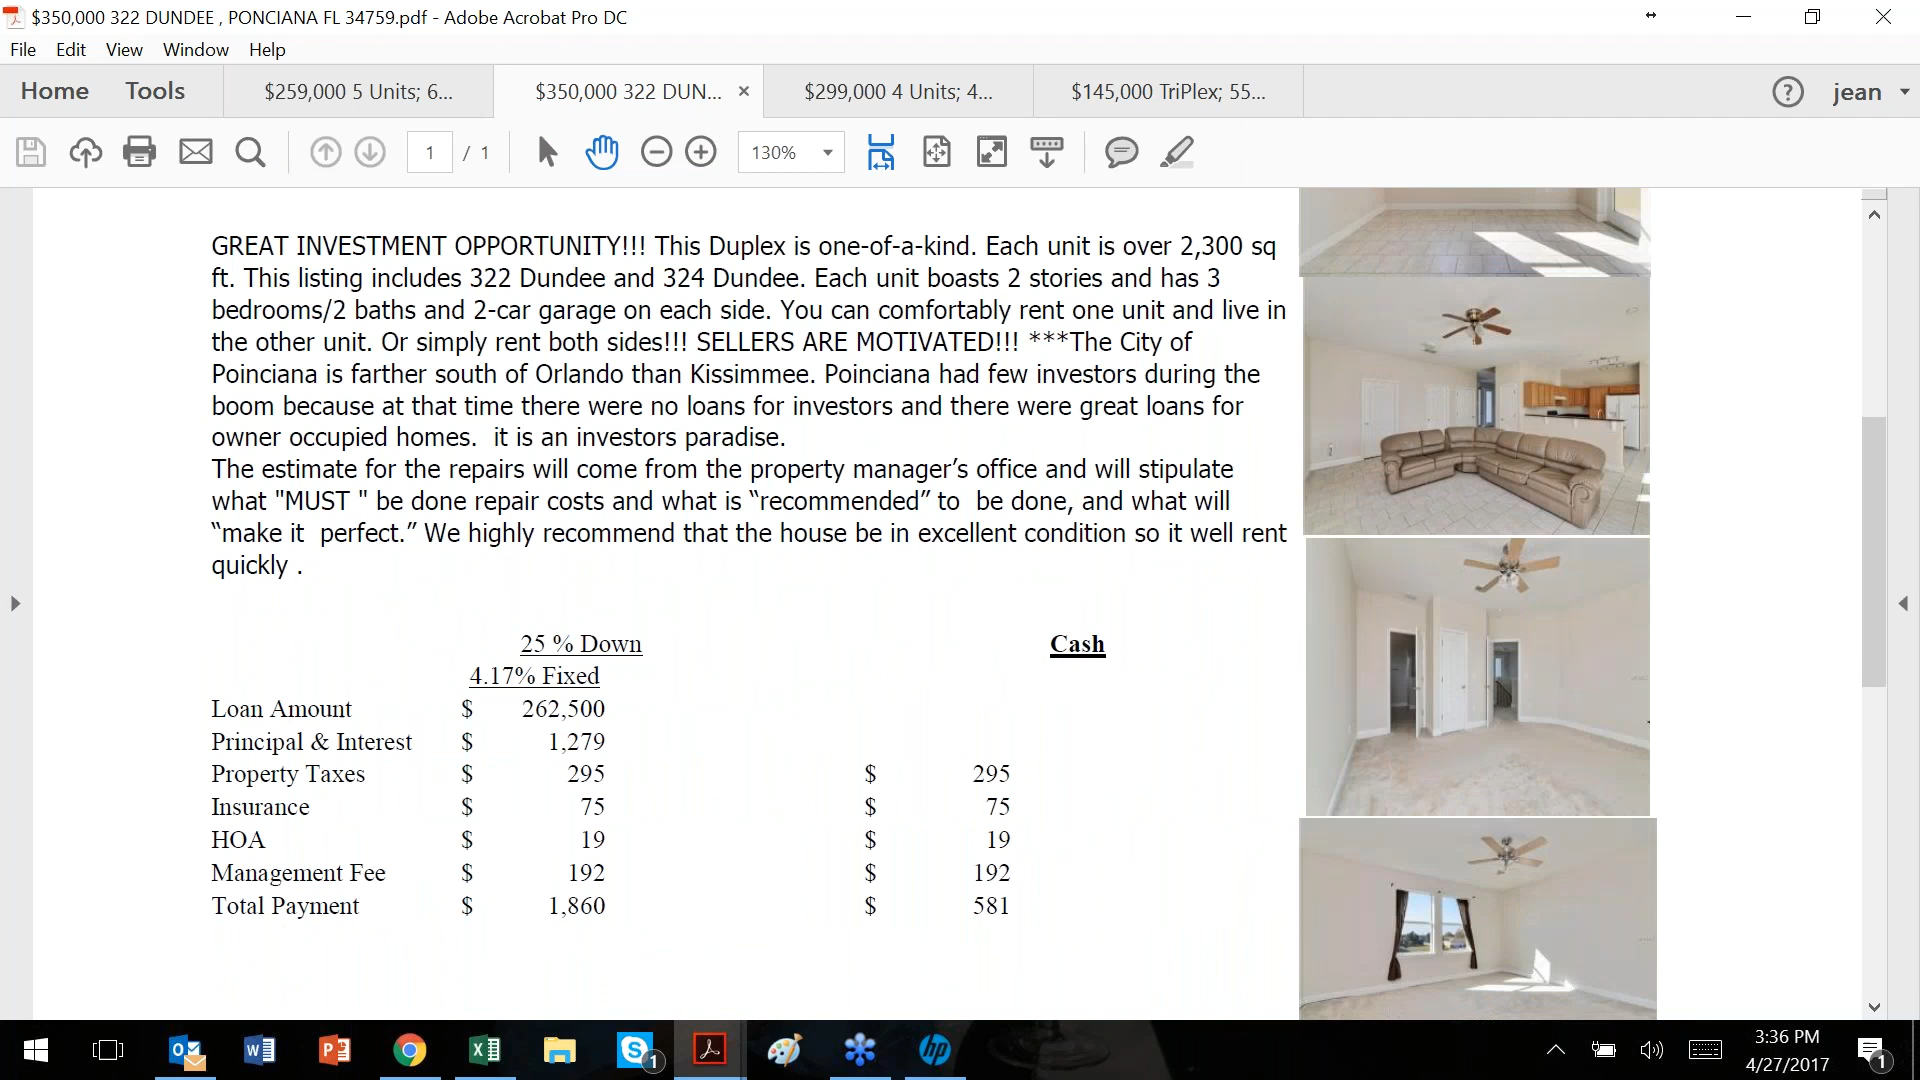 $350,000 322 DUNDEE , PONCIANA FL 34759.pdf - Adobe Acrobat Pro DC
File Edit View Window Help
Home Tools $259,000 5 Units; 6... $350,000 322 DUN... × $299,000 4 Units; 4... $145,000 TriPlex; 55... ? jean
1 / 1 130%
GREAT INVESTMENT OPPORTUNITY!!! This Duplex is one-of-a-kind. Each unit is over 2,300 sq
ft. This listing includes 322 Dundee and 324 Dundee. Each unit boasts 2 stories and has 3
bedrooms/2 baths and 2-car garage on each side. You can comfortably rent one unit and live in
the other unit. Or simply rent both sides!!! SELLERS ARE MOTIVATED!!! ***The City of
Poinciana is farther south of Orlando than Kissimmee. Poinciana had few investors during the
boom because at that time there were no loans for investors and there were great loans for
owner occupied homes.  it is an investors paradise.
The estimate for the repairs will come from the property manager’s office and will stipulate
what "MUST " be done repair costs and what is “recommended” to  be done, and what will
“make it  perfect.” We highly recommend that the house be in excellent condition so it well rent
quickly .
25 % Down Cash
4.17% Fixed
Loan Amount $ 262,500
Principal & Interest $ 1,279
Property Taxes $ 295 $ 295
Insurance $ 75 $ 75
HOA $ 19 $ 19
Management Fee $ 192 $ 192
Total Payment $ 1,860 $ 581
3:36 PM
4/27/2017
1
1